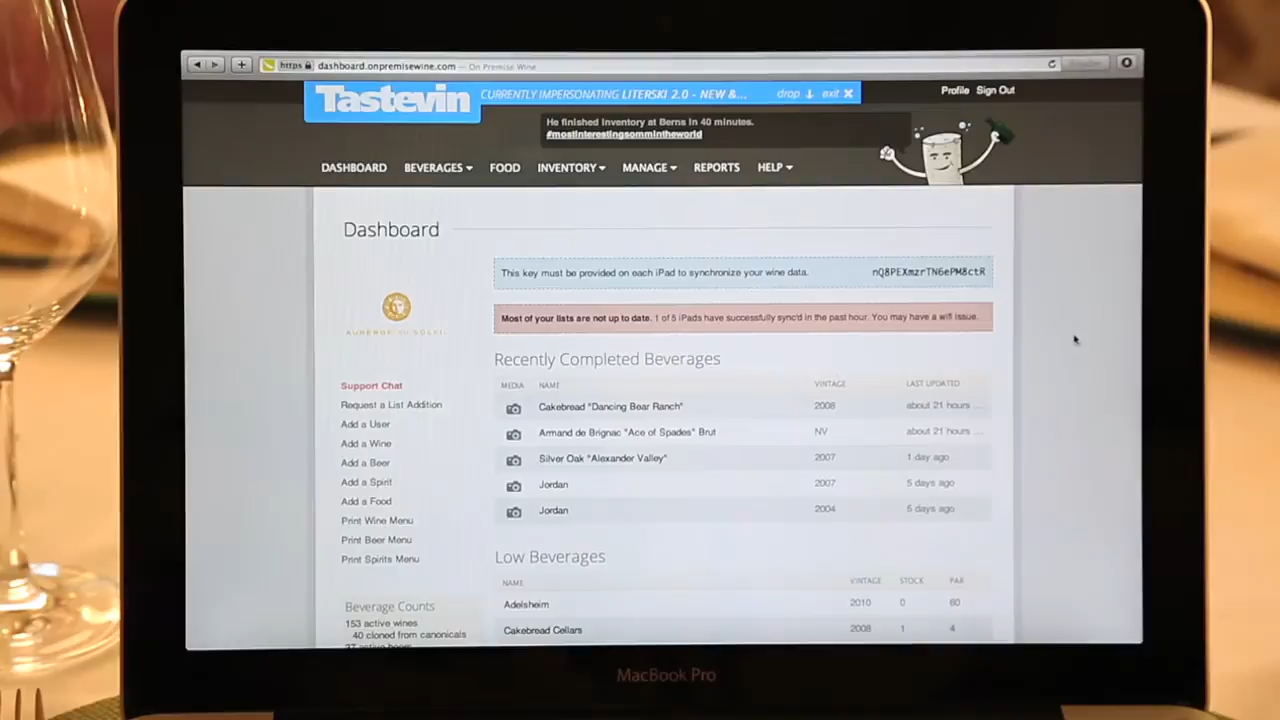 https dashboard.onpremisewine.com — On Premise Wine
Tastevin
CURRENTLY IMPERSONATING LITERSKI 2.0 - NEW &... drop ↓ exit ✖
Profile Sign Out
He finished inventory at Berns in 40 minutes.
#mostinterestingsommintheworld
DASHBOARD BEVERAGES FOOD INVENTORY MANAGE REPORTS HELP
Dashboard
This key must be provided on each iPad to synchronize your wine data. nQ8PEXmzrTN6ePM8ctR
AUBERGE DU SOLEIL
Most of your lists are not up to date. 1 of 5 iPads have successfully sync'd in the past hour. You may have a wifi issue.
Recently Completed Beverages
MEDIA NAME VINTAGE LAST UPDATED
Cakebread "Dancing Bear Ranch" 2008 about 21 hours ...
Armand de Brignac "Ace of Spades" Brut NV about 21 hours ...
Silver Oak "Alexander Valley" 2007 1 day ago
Jordan 2007 5 days ago
Jordan 2004 5 days ago
Support Chat
Request a List Addition
Add a User
Add a Wine
Add a Beer
Add a Spirit
Add a Food
Print Wine Menu
Print Beer Menu
Print Spirits Menu
Low Beverages
NAME VINTAGE STOCK PAR
Adelsheim 2010 0 60
Cakebread Cellars 2008 1 4
Beverage Counts
153 active wines
40 cloned from canonicals
MacBook Pro